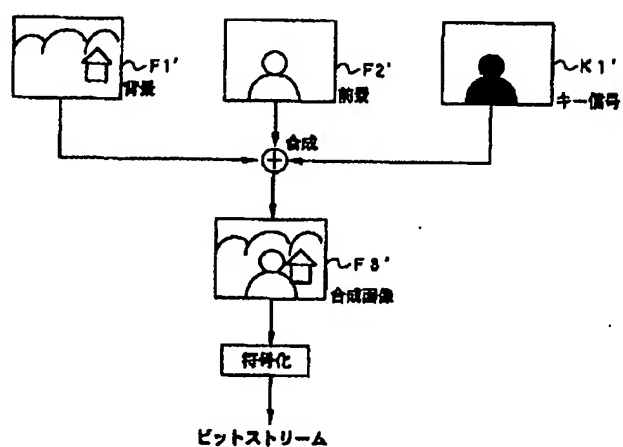 F1'
背景
F2'
前景
K1'
キー信号
合成
F3'
合成画像
符号化
ビットストリーム